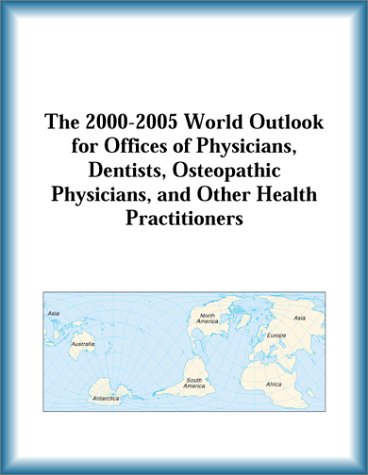 The 2000-2005 World Outlook
for Offices of Physicians,
Dentists, Osteopathic
Physicians, and Other Health
Practitioners
Asia
North
America
Asia
Europe
Australia
South
America
Africa
Antarctica